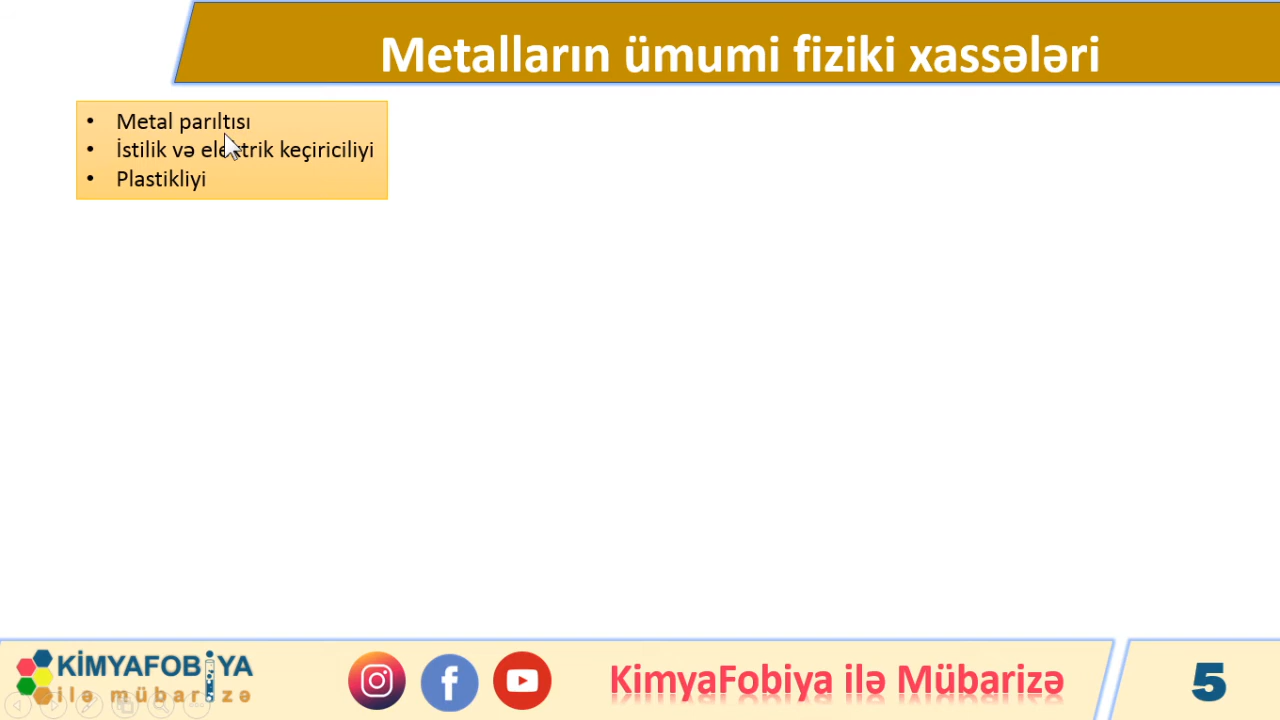 Metalların ümumi fiziki xassələri
• Metal parıltısı
• İstilik və elektrik keçiriciliyi
• Plastikliyi
KİMYAFOBİYA
ilə mübarizə
KimyaFobiya ilə Mübarizə
5